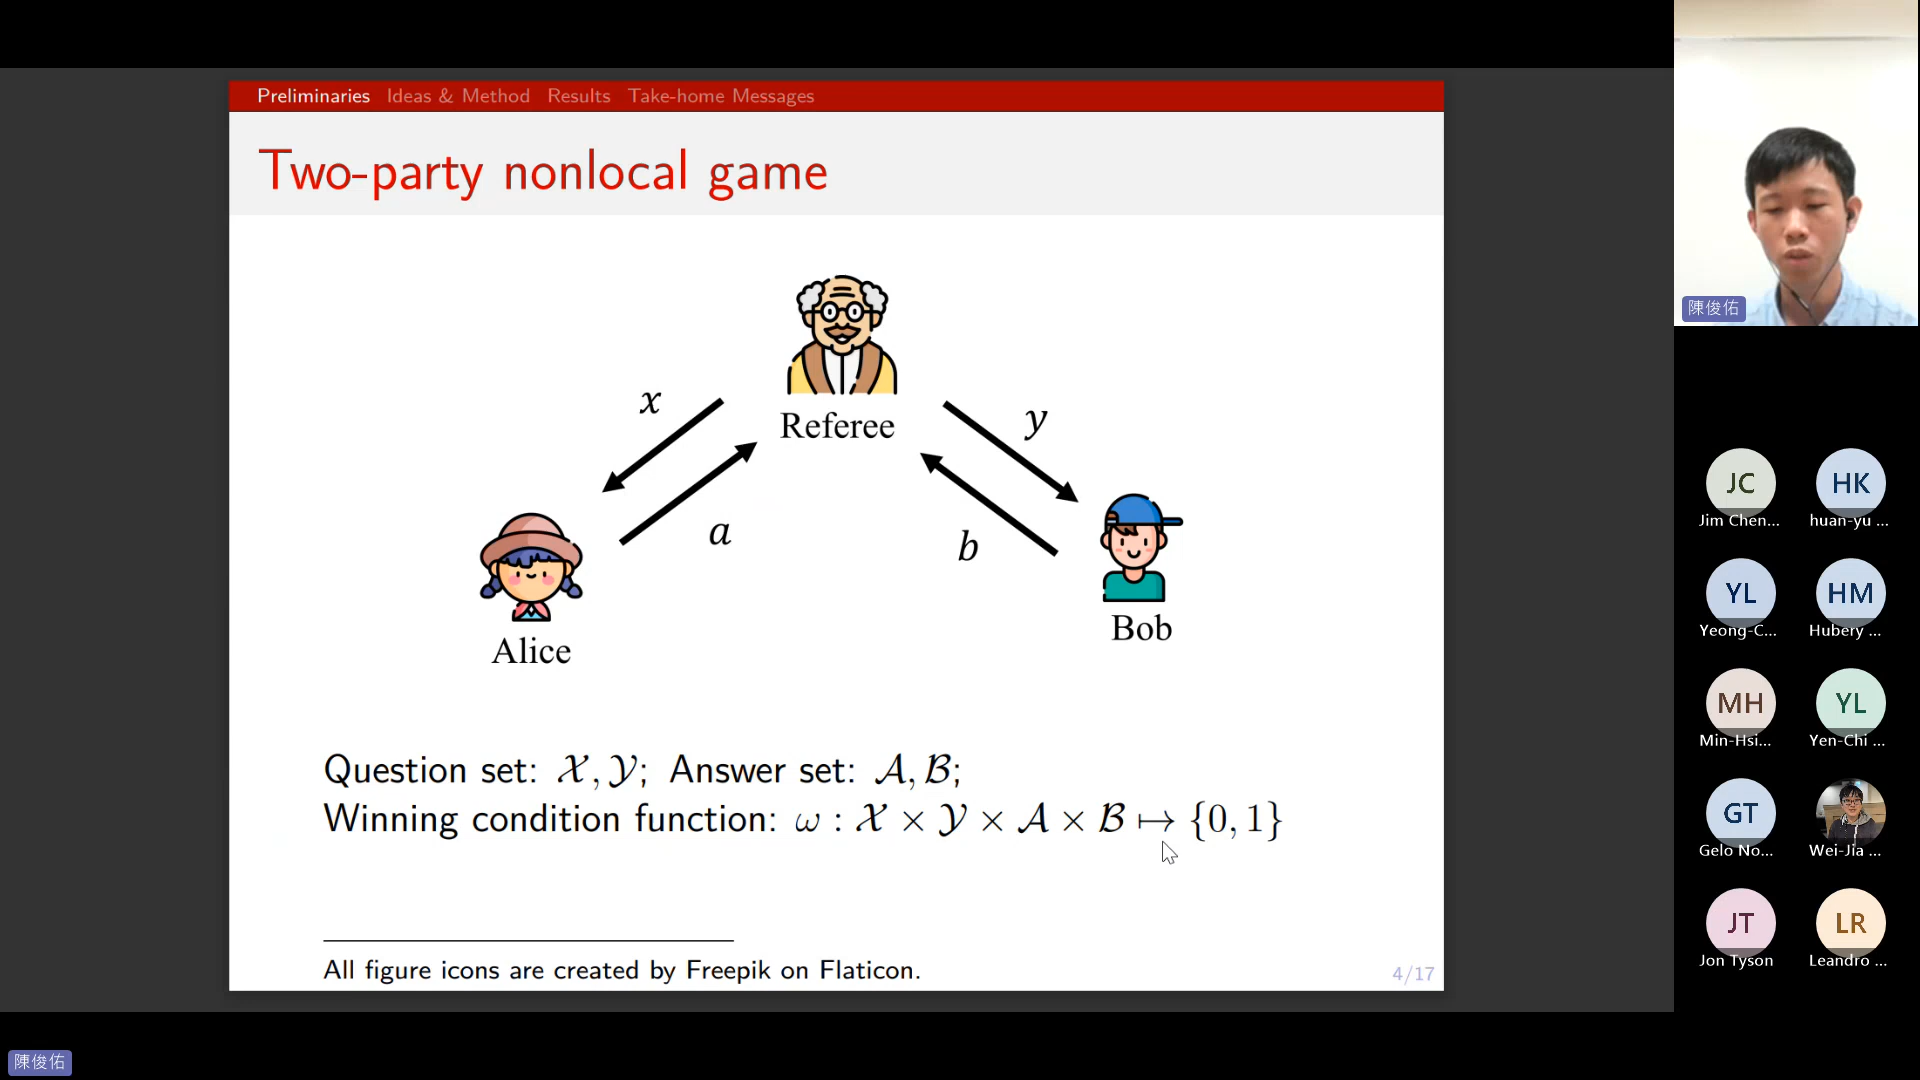 Preliminaries Ideas & Method Results Take-home Messages
Two-party nonlocal game
x
y
Referee
a
b
Alice
Bob
Question set: 𝒳, 𝒴; Answer set: 𝒜, ℬ;
Winning condition function: ω : 𝒳 × 𝒴 × 𝒜 × ℬ ↦ {0, 1}
All figure icons are created by Freepik on Flaticon.
4/17
陳俊佑
JC
HK
Jim Chen...
huan-yu ...
YL
HM
Yeong-C...
Hubery ...
MH
YL
Min-Hsi...
Yen-Chi ...
GT
Gelo No...
Wei-Jia ...
JT
LR
Jon Tyson
Leandro ...
陳俊佑